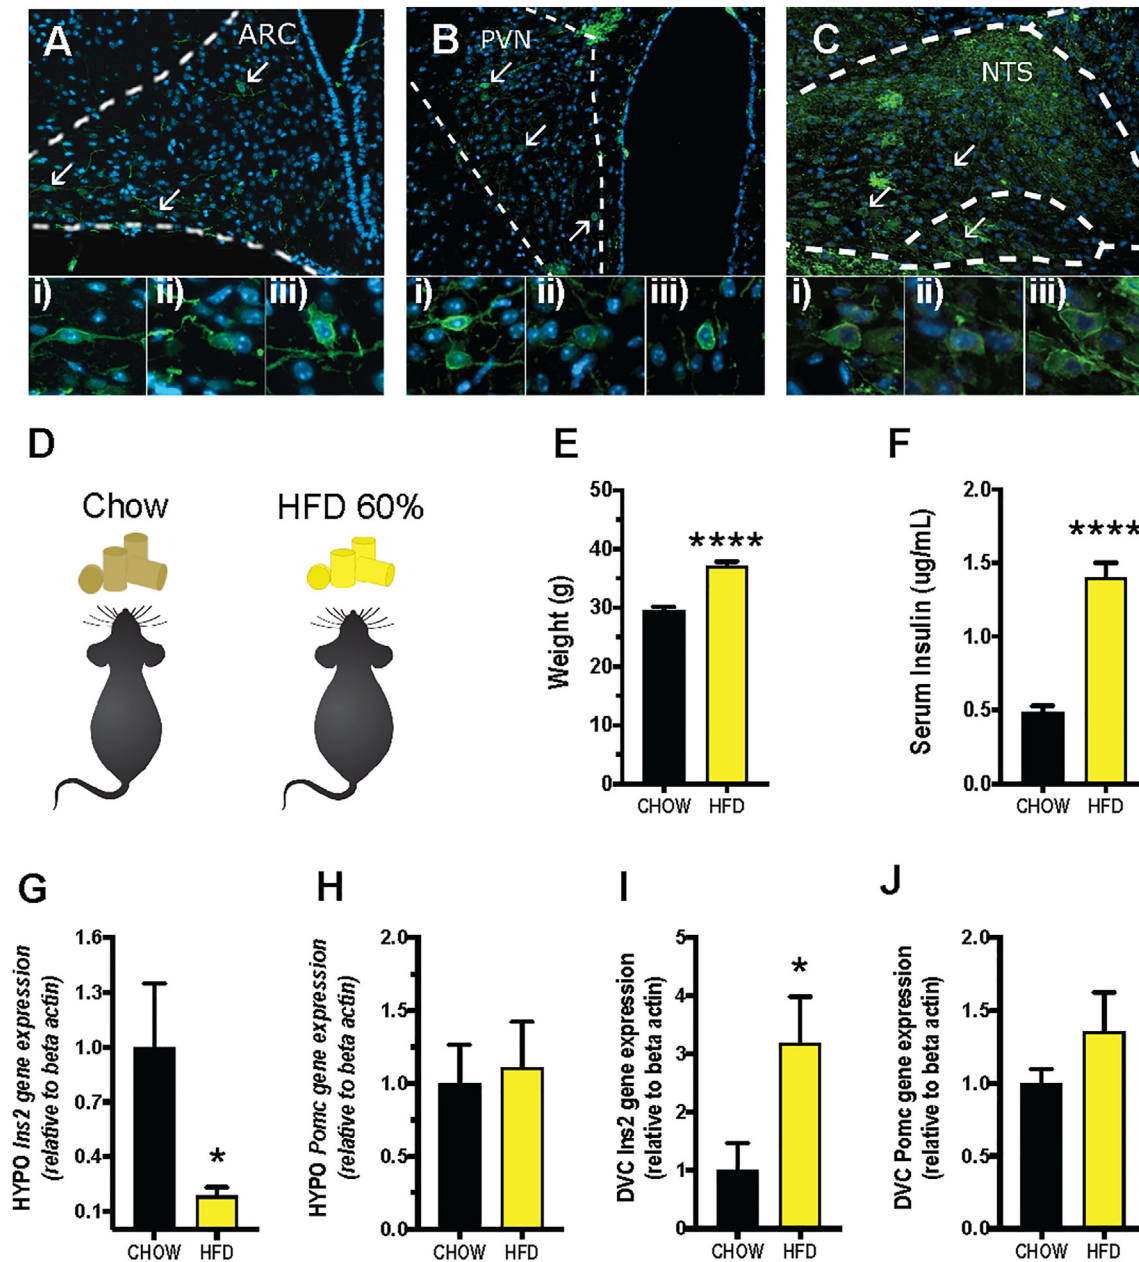 A
ARC
B
PVN
C
NTS
i)
ii)
iii)
i)
ii)
iii)
i)
ii)
iii)
D
Chow
HFD 60%
E
Weight (g)
50
40
30
20
10
0
****
CHOW
HFD
F
Serum Insulin (ug/mL)
2.0
1.5
1.0
0.5
0.0
****
CHOW
HFD
G
HYPO Ins2 gene expression
(relative to beta actin)
1.6
1.3
1.0
0.7
0.4
0.1
*
CHOW
HFD
H
HYPO Pomc gene expression
(relative to beta actin)
2.0
1.5
1.0
0.5
0.0
CHOW
HFD
I
DVC Ins2 gene expression
(relative to beta actin)
5
4
3
2
1
0
*
CHOW
HFD
J
DVC Pomc gene expression
(relative to beta actin)
2.0
1.5
1.0
0.5
0.0
CHOW
HFD